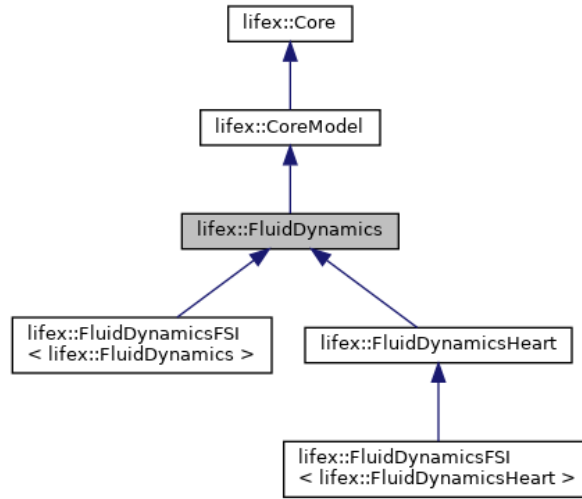 lifex::Core
lifex::CoreModel
lifex::FluidDynamics
lifex::FluidDynamicsFSI
< lifex::FluidDynamics >
lifex::FluidDynamicsHeart
lifex::FluidDynamicsFSI
< lifex::FluidDynamicsHeart >